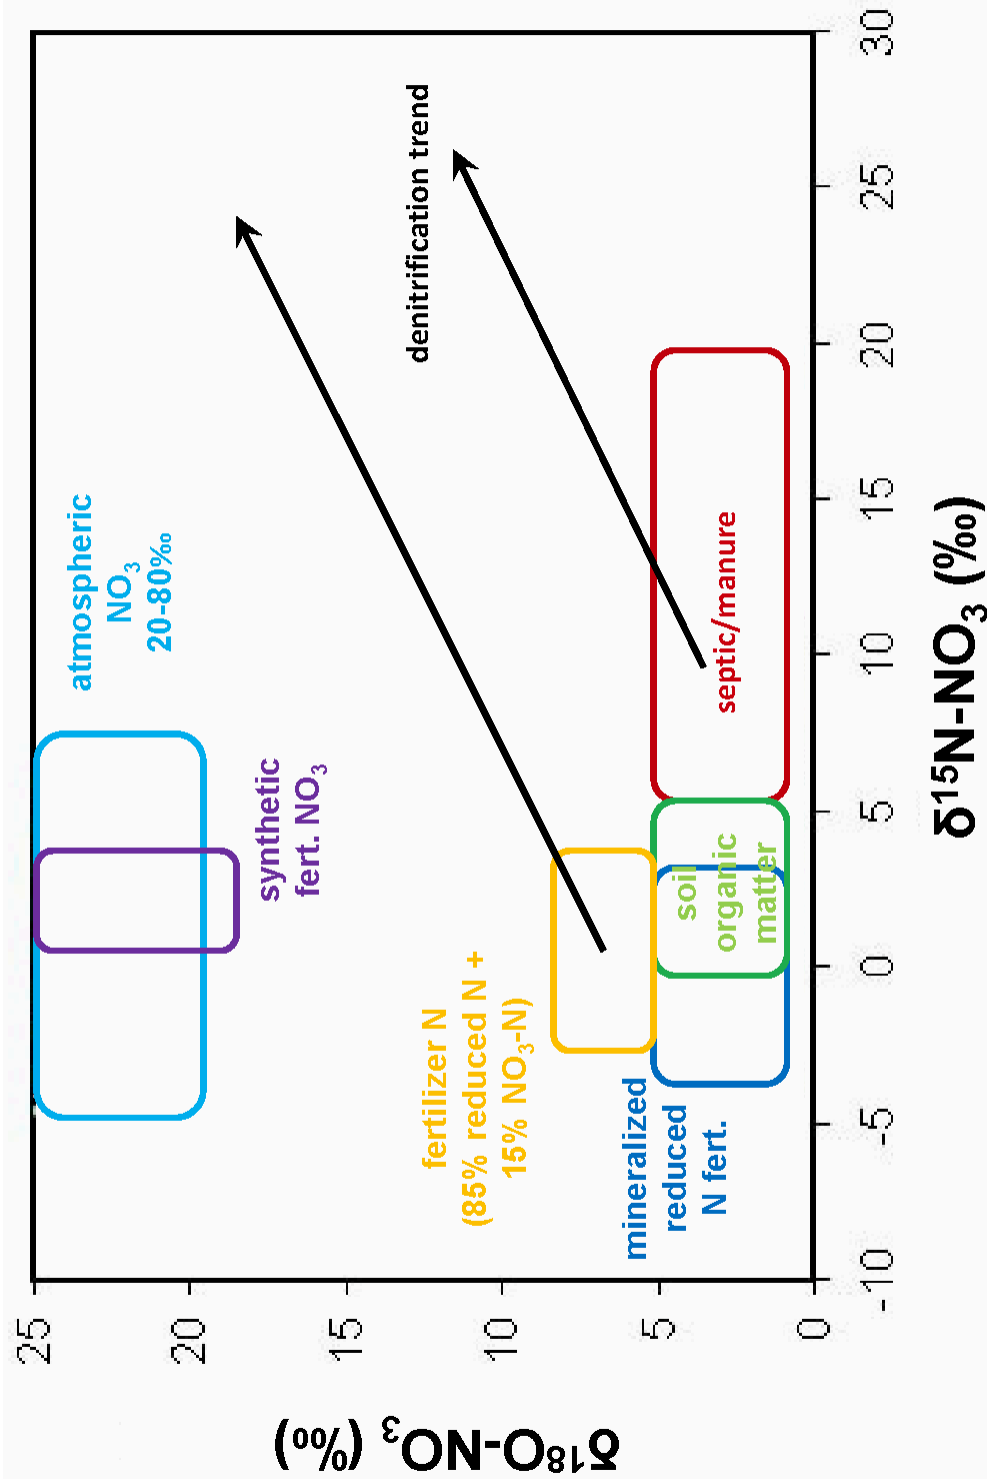 atmospheric
NO3
20-80‰
synthetic
fert. NO3
denitrification trend
fertilizer N
(85% reduced N +
15% NO3-N)
mineralized
reduced
N fert.
soil
organic
matter
septic/manure
25
20
15
10
5
0
-10
-5
0
5
10
15
20
25
30
δ¹⁸O-NO₃ (‰)
δ¹⁵N-NO₃ (‰)